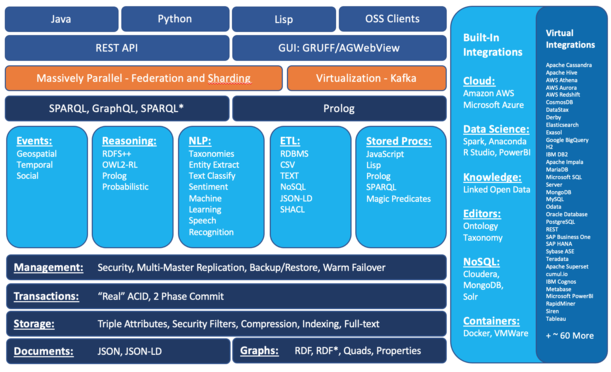 Java
Python
Lisp
OSS Clients
REST API
GUI: GRUFF/AGWebView
Massively Parallel - Federation and Sharding
Virtualization - Kafka
SPARQL, GraphQL, SPARQL*
Prolog
Events:
Geospatial
Temporal
Social
Reasoning:
RDFS++
OWL2-RL
Prolog
Probabilistic
NLP:
Taxonomies
Entity Extract
Text Classify
Sentiment
Machine
Learning
Speech
Recognition
ETL:
RDBMS
CSV
TEXT
NoSQL
JSON-LD
SHACL
Stored Procs:
JavaScript
Lisp
Prolog
SPARQL
Magic Predicates
Management: Security, Multi-Master Replication, Backup/Restore, Warm Failover
Transactions: “Real” ACID, 2 Phase Commit
Storage: Triple Attributes, Security Filters, Compression, Indexing, Full-text
Documents: JSON, JSON-LD
Graphs: RDF, RDF*, Quads, Properties
Built-In
Integrations
Cloud:
Amazon AWS
Microsoft Azure
Data Science:
Spark, Anaconda
R Studio, PowerBI
Knowledge:
Linked Open Data
Editors:
Ontology
Taxonomy
NoSQL:
Cloudera,
MongoDB,
Solr
Containers:
Docker, VMWare
Virtual
Integrations
Apache Cassandra
Apache Hive
AWS Athena
AWS Aurora
AWS Redshift
CosmosDB
DataStax
Derby
Elasticsearch
Exasol
Google BigQuery
H2
IBM DB2
Apache Impala
MariaDB
Microsoft SQL
Server
MongoDB
MySQL
Odata
Oracle Database
PostgreSQL
REST
SAP Business One
SAP HANA
Sybase ASE
Teradata
Apache Superset
cumul.io
IBM Cognos
Metabase
Microsoft PowerBI
RapidMiner
Siren
Tableau
+ ~ 60 More